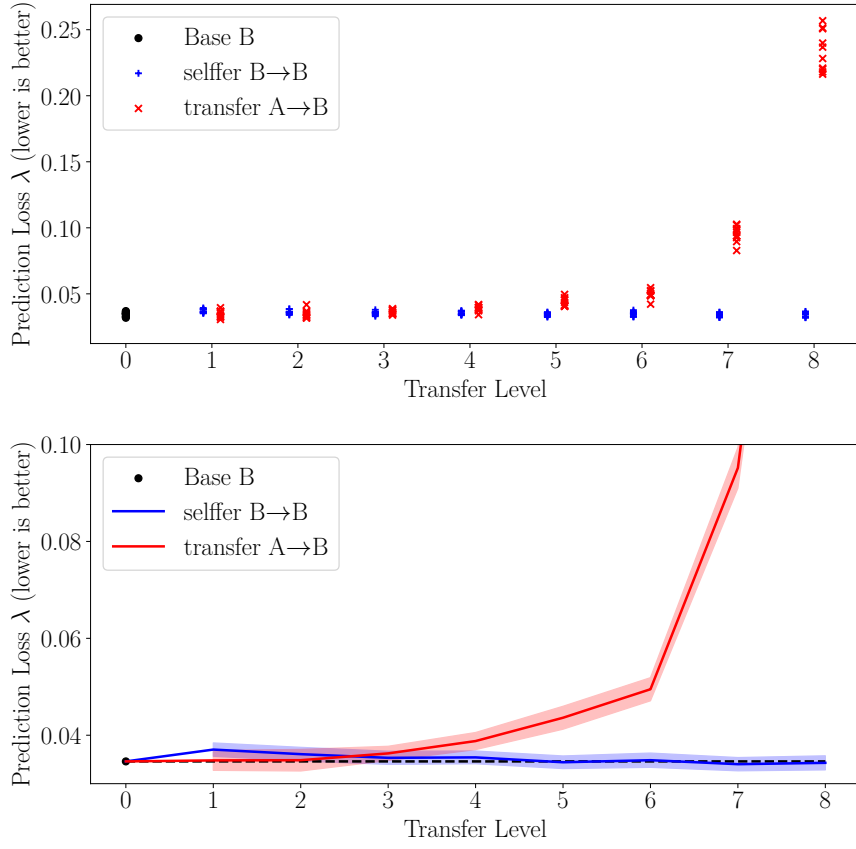 Prediction Loss λ (lower is better)
0.25
0.20
0.15
0.10
0.05
Base B
selffer B→B
transfer A→B
0 1 2 3 4 5 6 7 8
Transfer Level
Prediction Loss λ (lower is better)
0.10
0.08
0.06
0.04
Base B
selffer B→B
transfer A→B
0 1 2 3 4 5 6 7 8
Transfer Level